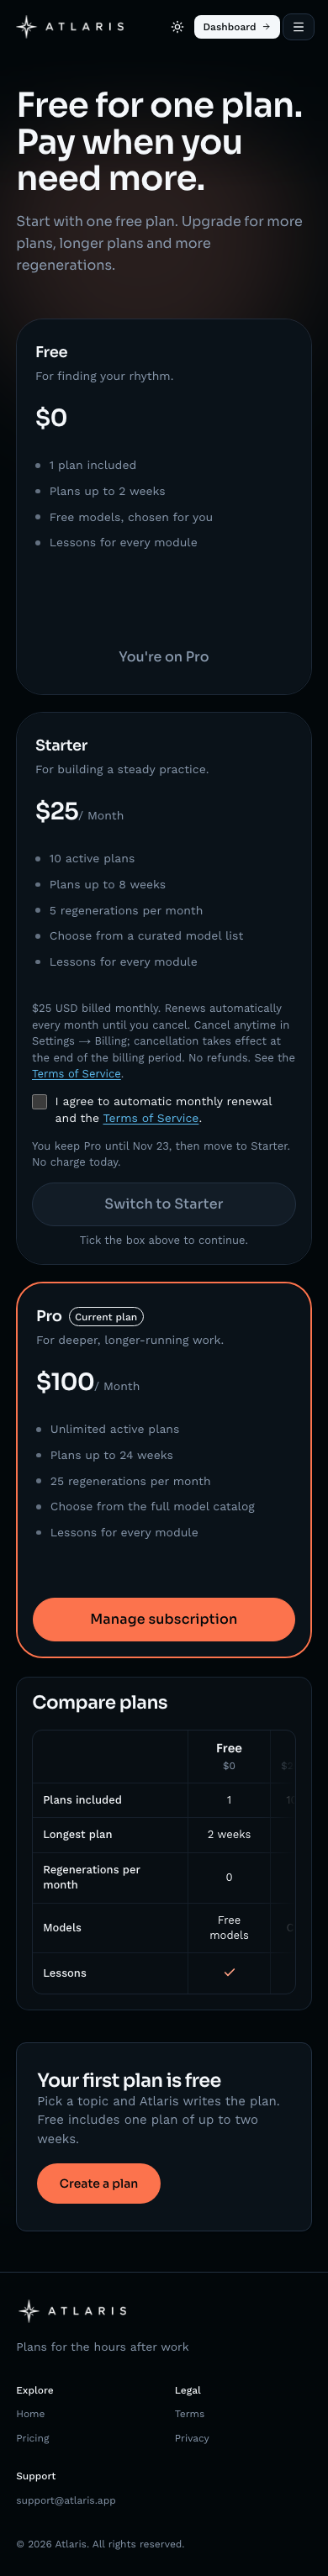 ATLARIS
Dashboard →
Free for one plan.
Pay when you
need more.
Start with one free plan. Upgrade for more
plans, longer plans and more
regenerations.
Free
For finding your rhythm.
$0
1 plan included
Plans up to 2 weeks
Free models, chosen for you
Lessons for every module
You're on Pro
Starter
For building a steady practice.
$25/ Month
10 active plans
Plans up to 8 weeks
5 regenerations per month
Choose from a curated model list
Lessons for every module
$25 USD billed monthly. Renews automatically
every month until you cancel. Cancel anytime in
Settings → Billing; cancellation takes effect at
the end of the billing period. No refunds. See the
Terms of Service.
I agree to automatic monthly renewal
and the Terms of Service.
You keep Pro until Nov 23, then move to Starter.
No charge today.
Switch to Starter
Tick the box above to continue.
Pro Current plan
For deeper, longer-running work.
$100/ Month
Unlimited active plans
Plans up to 24 weeks
25 regenerations per month
Choose from the full model catalog
Lessons for every module
Manage subscription
Compare plans
Free
$0
Plans included 1
Longest plan 2 weeks
Regenerations per
month 0
Models Free
models
Lessons
Your first plan is free
Pick a topic and Atlaris writes the plan.
Free includes one plan of up to two
weeks.
Create a plan
ATLARIS
Plans for the hours after work
Explore Legal
Home Terms
Pricing Privacy
Support
support@atlaris.app
© 2026 Atlaris. All rights reserved.